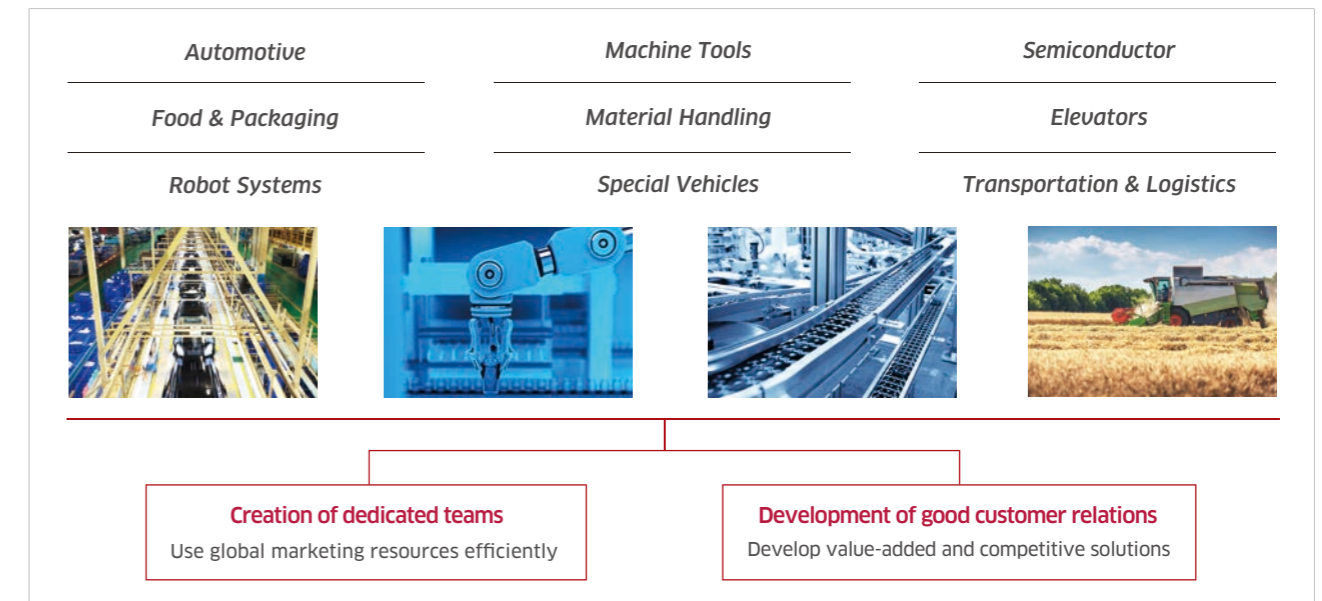 Automotive
Machine Tools
Semiconductor
Food & Packaging
Material Handling
Elevators
Robot Systems
Special Vehicles
Transportation & Logistics
Creation of dedicated teams
Use global marketing resources efficiently
Development of good customer relations
Develop value-added and competitive solutions